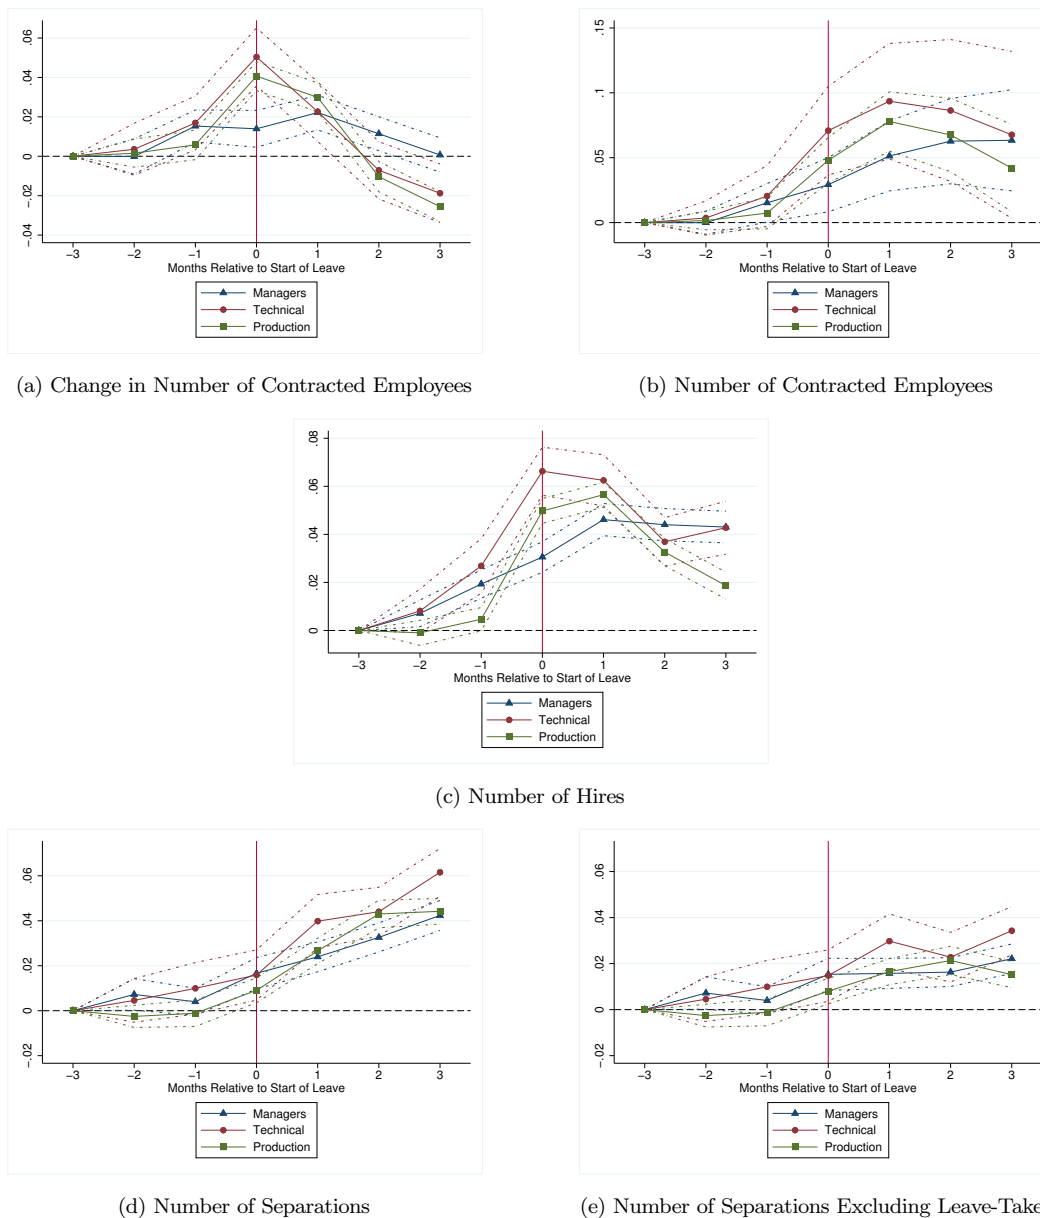 .06
.04
.02
0
-.02
-.04
-3 -2 -1 0 1 2 3
Months Relative to Start of Leave
Managers
Technical
Production
(a) Change in Number of Contracted Employees
.15
.1
.05
0
-3 -2 -1 0 1 2 3
Months Relative to Start of Leave
Managers
Technical
Production
(b) Number of Contracted Employees
.08
.06
.04
.02
0
-3 -2 -1 0 1 2 3
Months Relative to Start of Leave
Managers
Technical
Production
(c) Number of Hires
.06
.04
.02
0
-.02
-3 -2 -1 0 1 2 3
Months Relative to Start of Leave
Managers
Technical
Production
(d) Number of Separations
.06
.04
.02
0
-.02
-3 -2 -1 0 1 2 3
Months Relative to Start of Leave
Managers
Technical
Production
(e) Number of Separations Excluding Leave-Take